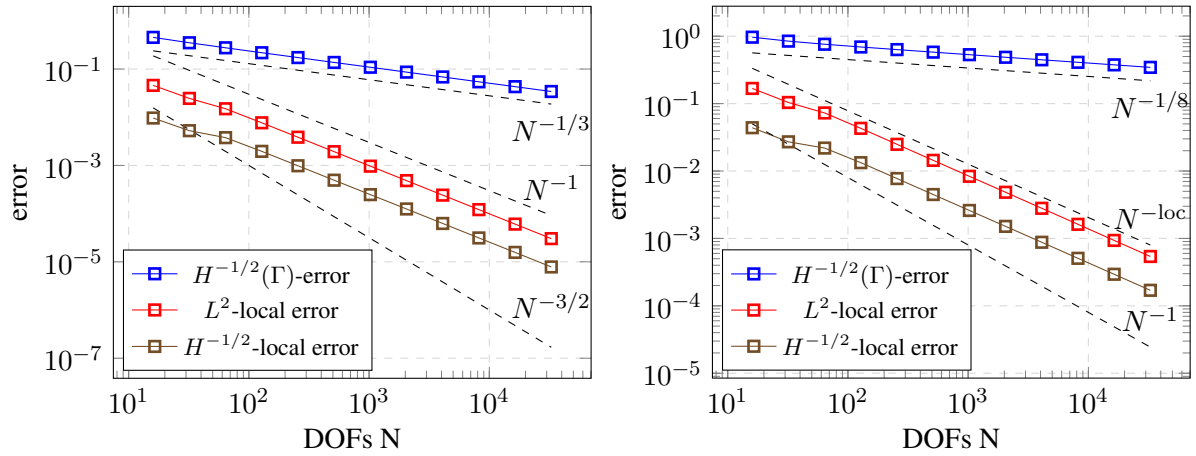 error
10^{-1}
10^{-3}
10^{-5}
10^{-7}
N^{-1/3}
N^{-1}
N^{-3/2}
H^{-1/2}(Γ)-error
L^2-local error
H^{-1/2}-local error
10^1
10^2
10^3
10^4
DOFs N
error
10^0
10^{-1}
10^{-2}
10^{-3}
10^{-4}
10^{-5}
N^{-1/8}
N^{-loc}
N^{-1}
H^{-1/2}(Γ)-error
L^2-local error
H^{-1/2}-local error
10^1
10^2
10^3
10^4
DOFs N